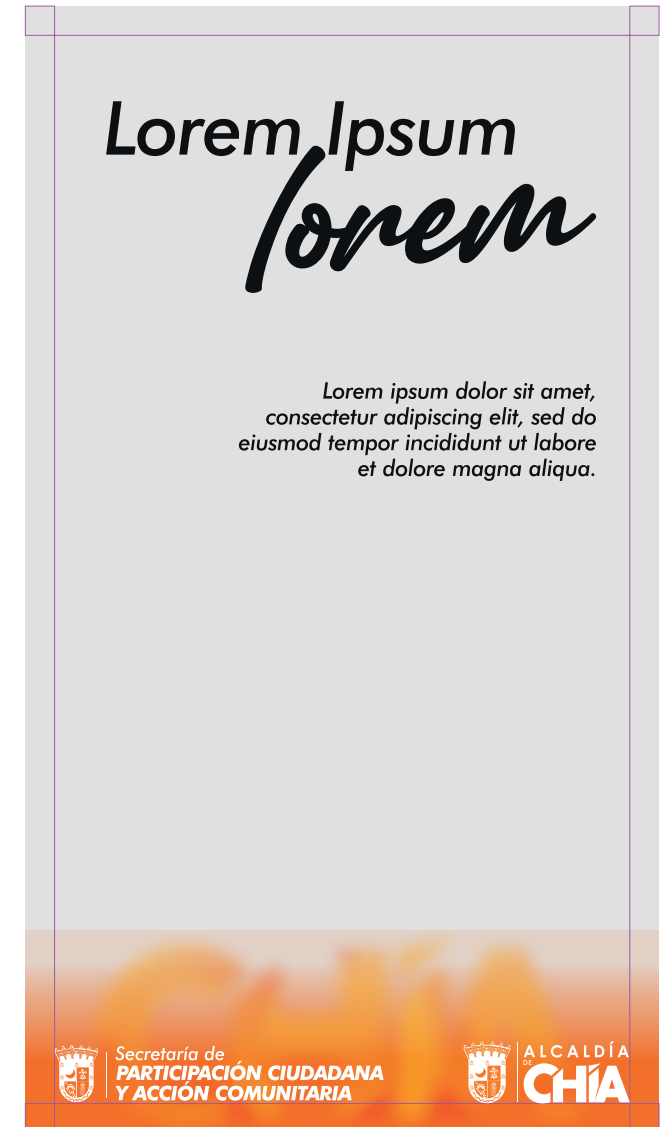 Lorem Ipsum
lorem
Lorem ipsum dolor sit amet,
consectetur adipiscing elit, sed do
eiusmod tempor incididunt ut labore
et dolore magna aliqua.
CHÍA
Secretaría de
PARTICIPACIÓN CIUDADANA
Y ACCIÓN COMUNITARIA
ALCALDÍA
DE
CHÍA